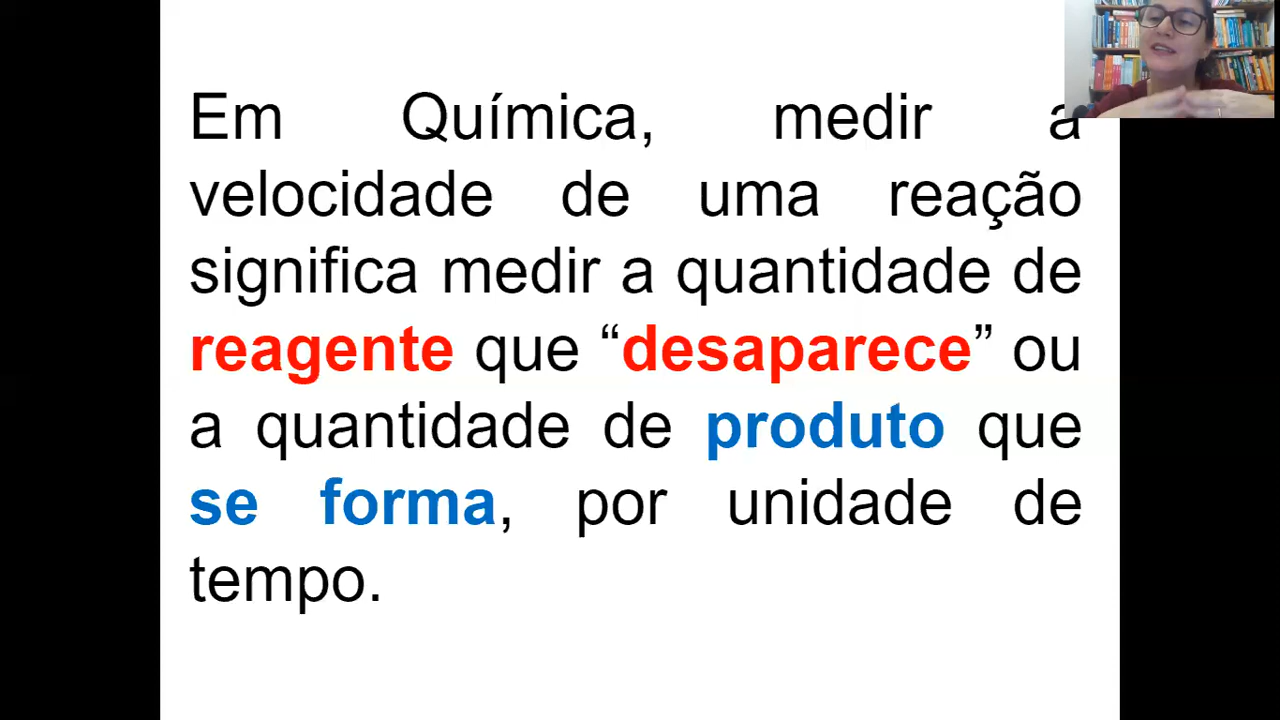 Em Química, medir a
velocidade de uma reação
significa medir a quantidade de
reagente que “desaparece” ou
a quantidade de produto que
se forma, por unidade de
tempo.